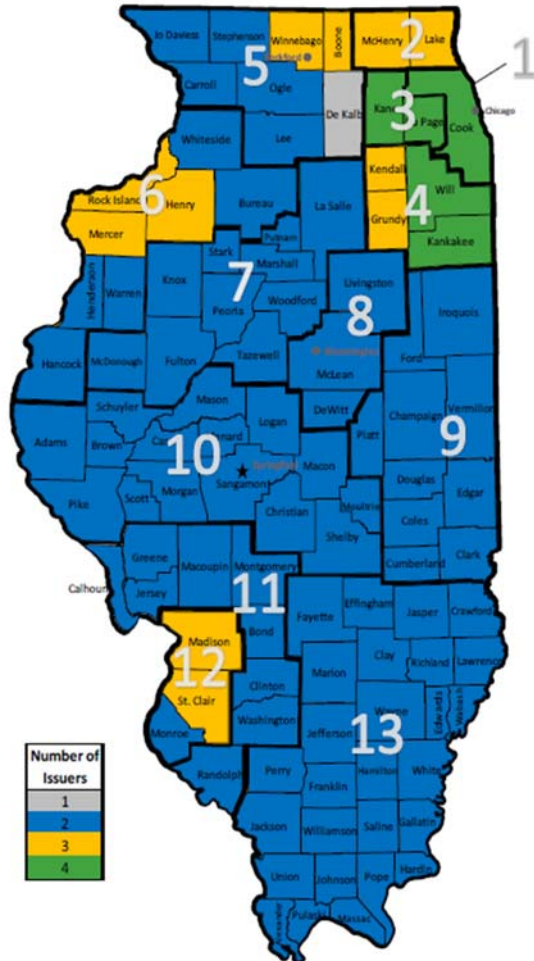 Jo Daviess
Stephenson
Winnebago
Boone
McHenry
Lake
2
1
5
Carroll
Ogle
De Kalb
3
Page
Cook
Chicago
Whiteside
Lee
Kendall
Will
4
Rock Island
6
Henry
Bureau
La Salle
Grundy
Kankakee
Mercer
Putnam
Stark
Marshall
Henderson
Warren
Knox
7
Peoria
Woodford
Livingston
8
Iroquois
Hancock
McDonough
Fulton
Tazewell
McLean
Ford
Schuyler
Mason
Logan
DeWitt
Champaign
Vermilion
Adams
Brown
10
Piatt
9
Macon
Sangamon
Douglas
Edgar
Pike
Scott
Morgan
Christian
Moultrie
Coles
Shelby
Greene
Macoupin
Montgomery
Cumberland
Clark
Calhoun
Jersey
11
Fayette
Effingham
Jasper
Crawford
Madison
Bond
12
Clay
Marion
Richland
Lawrence
St. Clair
Clinton
Washington
Wayne
Edwards
Wabash
Monroe
Jefferson
13
Randolph
Perry
Hamilton
White
Franklin
Jackson
Williamson
Saline
Gallatin
Union
Johnson
Pope
Hardin
Pulaski
Massac
Number of
Issuers
1
2
3
4